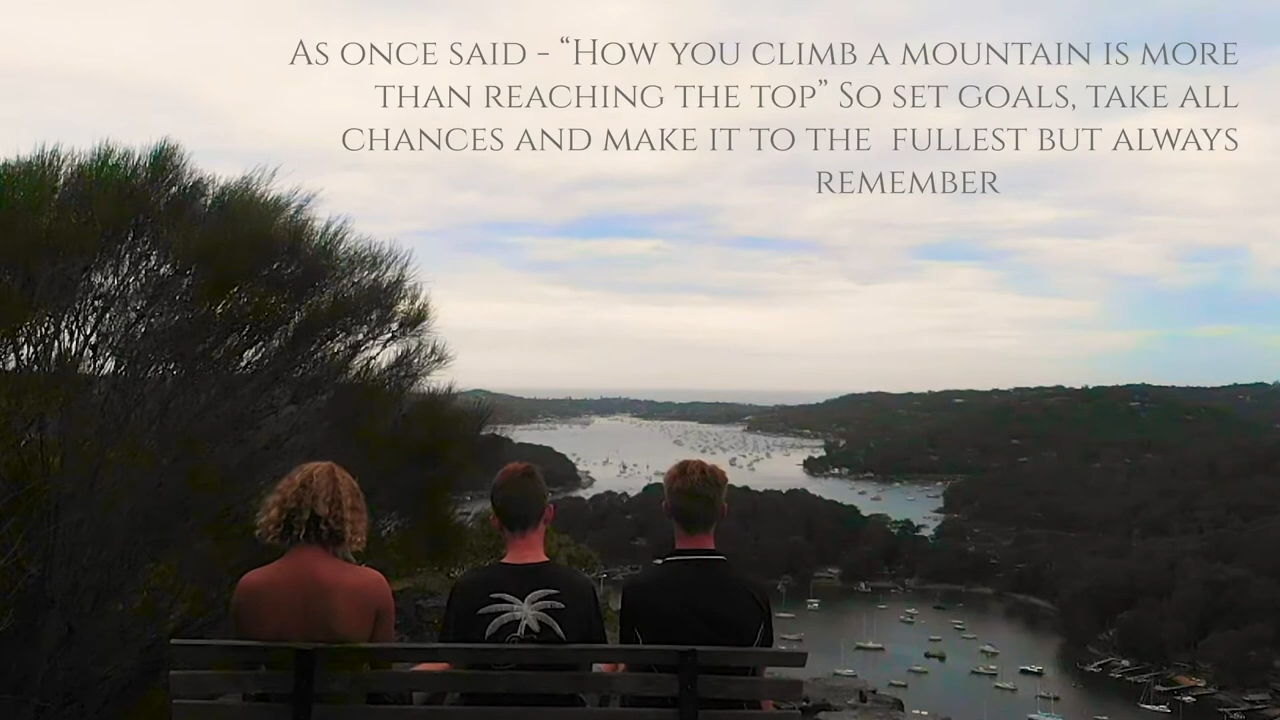 As once said - “How you climb a mountain is more
than reaching the top” So set goals, take all
chances and make it to the  fullest but always
remember